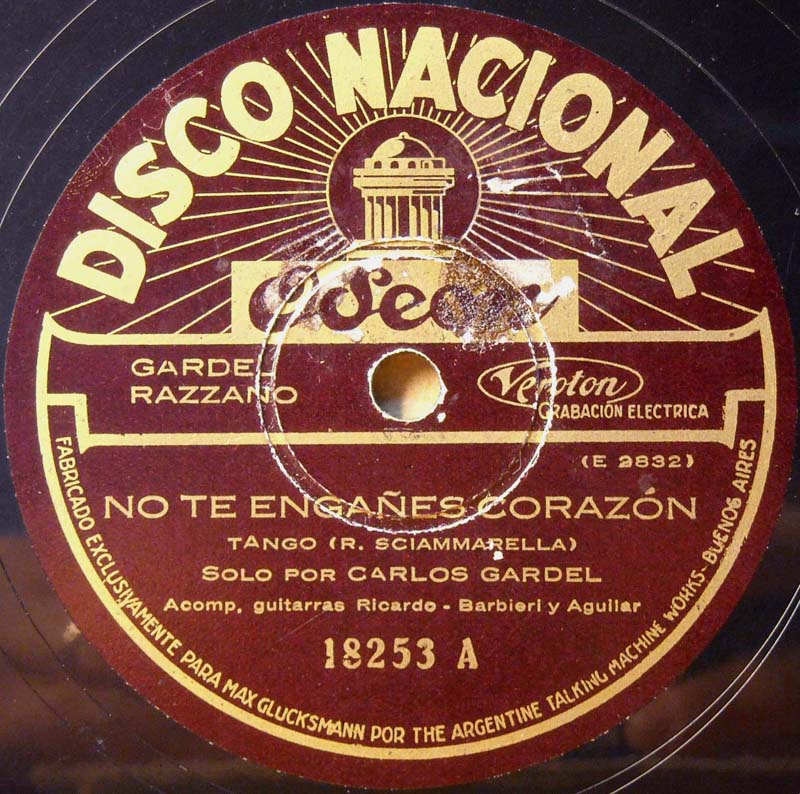 DISCO NACIONAL
Odeon
GARDEL
RAZZANO
Veroton
GRABACIÓN ELECTRICA
(E 2832)
NO TE ENGAÑES CORAZÓN
TANGO (R. SCIAMMARELLA)
SOLO POR CARLOS GARDEL
Acomp. guitarras Ricardo - Barbieri y Aguilar
18253 A
FABRICADO EXCLUSIVAMENTE PARA MAX GLUCKSMANN POR THE ARGENTINE TALKING MACHINE WORKS - BUENOS AIRES